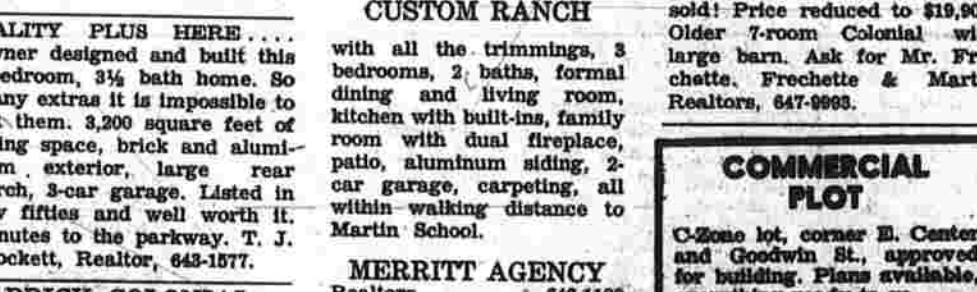 ALITY PLUS HERE ....
ner designed and built this
edroom, 3½ bath home. So
any extras it is impossible to
them. 3,200 square feet of
ing space, brick and alumi-
m exterior, large rear
rch, 3-car garage. Listed in
fifties and well worth it.
nutes to the parkway. T. J.
ockett, Realtor, 643-1577.
CUSTOM RANCH
with all the trimmings, 3
bedrooms, 2 baths, formal
dining and living room,
kitchen with built-ins, family
room with dual fireplace,
patio, aluminum siding, 2-
car garage, carpeting, all
within walking distance to
Martin School.
MERRITT AGENCY
Realtors
sold! Price reduced to $19,90
Older 7-room Colonial wi
large barn. Ask for Mr. Fr
chette. Frechette & Mar
Realtors, 647-9993.
COMMERCIAL
PLOT
C-Zone lot, corner E. Center
and Goodwin St., approved
for building. Plans available,